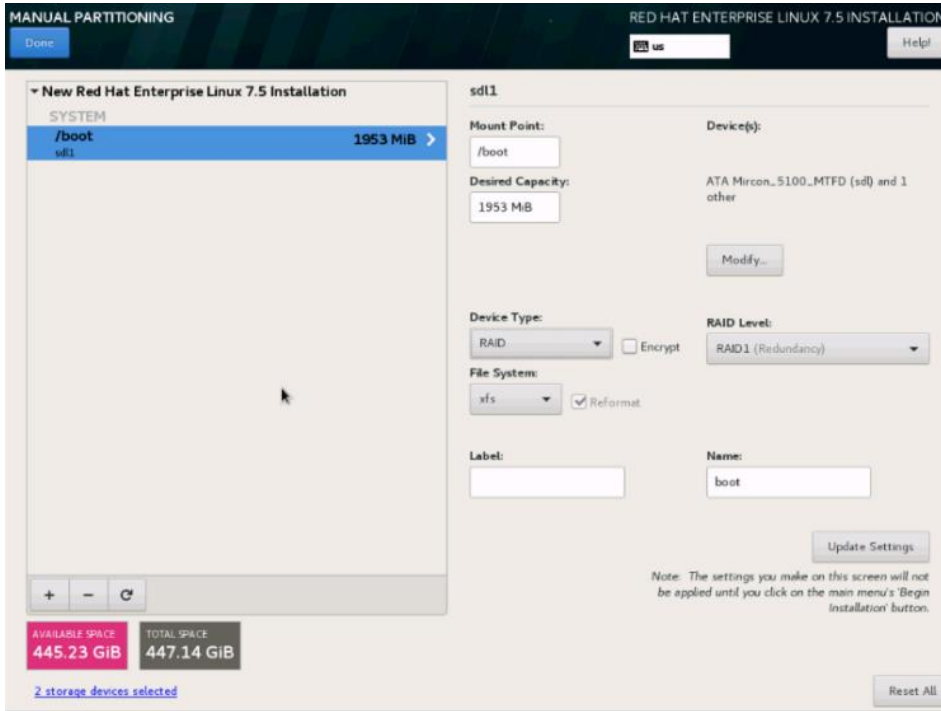 MANUAL PARTITIONING
RED HAT ENTERPRISE LINUX 7.5 INSTALLATION
Done
us
Help!
New Red Hat Enterprise Linux 7.5 Installation
SYSTEM
/boot
1953 MiB
sdl1
sdl1
Mount Point:
/boot
Device(s):
Desired Capacity:
1953 MiB
ATA Mircon_5100_MTFD (sdl) and 1
other
Modify...
Device Type:
RAID
Encrypt
RAID Level:
RAID1 (Redundancy)
File System:
xfs
Reformat
Label:
Name:
boot
Update Settings
Note: The settings you make on this screen will not
be applied until you click on the main menu's 'Begin
Installation' button.
+ -
AVAILABLE SPACE
445.23 GiB
TOTAL SPACE
447.14 GiB
2 storage devices selected
Reset All